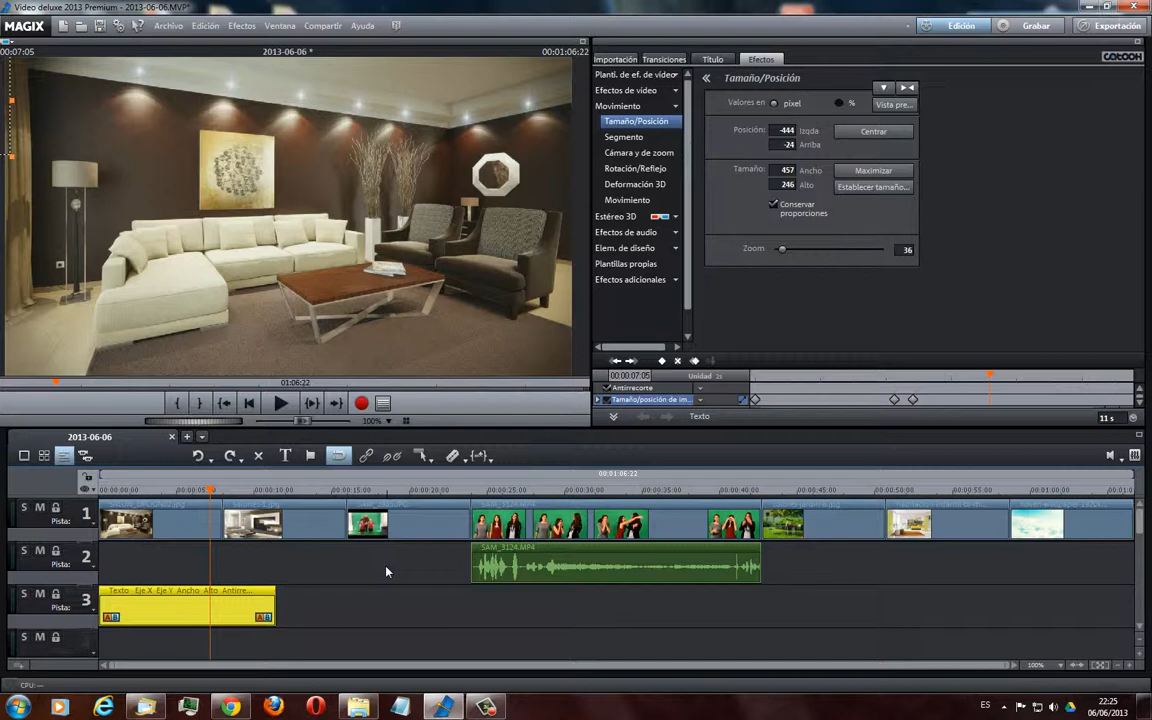 Video deluxe 2013 Premium - 2013-06-06.MVP*
MAGIX
Archivo Edición Efectos Ventana Compartir Ayuda
Edición Grabar Exportación
00:00:07:05 2013-06-06 * 00:01:06:22
Importación Transiciones Título Efectos
Planti. de ef. de vídeo
Efectos de vídeo
Movimiento
Tamaño/Posición
Segmento
Cámara y de zoom
Rotación/Reflejo
Deformación 3D
Movimiento
Estéreo 3D
Efectos de audio
Elem. de diseño
Plantillas propias
Efectos adicionales
Tamaño/Posición
Valores en pixel %
Vista pre...
Posición: -444 Izqda Centrar
-24 Arriba
Tamaño: 457 Ancho Maximizar
246 Alto Establecer tamaño...
Conservar
proporciones
Zoom 36
00:00:07:05 Unidad 2s
Antirrecorte
Tamaño/posición de im...
Texto 11 s
01:06:22
100%
2013-06-06
00:01:06:22
00:00:00:00 00:00:10:00 00:00:15:00 00:00:20:00 00:00:25:00 00:00:30:00 00:00:35:00 00:00:40:00 00:00:45:00 00:00:50:00 00:00:55:00 00:01:00:00
S M Pista: 1
S M Pista: 2
SAM_3124.MP4
S M Pista: 3
Texto Eje X Eje Y Ancho Alto Antirre...
AB AB
S M Pista:
100%
CPU: —
ES 22:25
06/06/2013